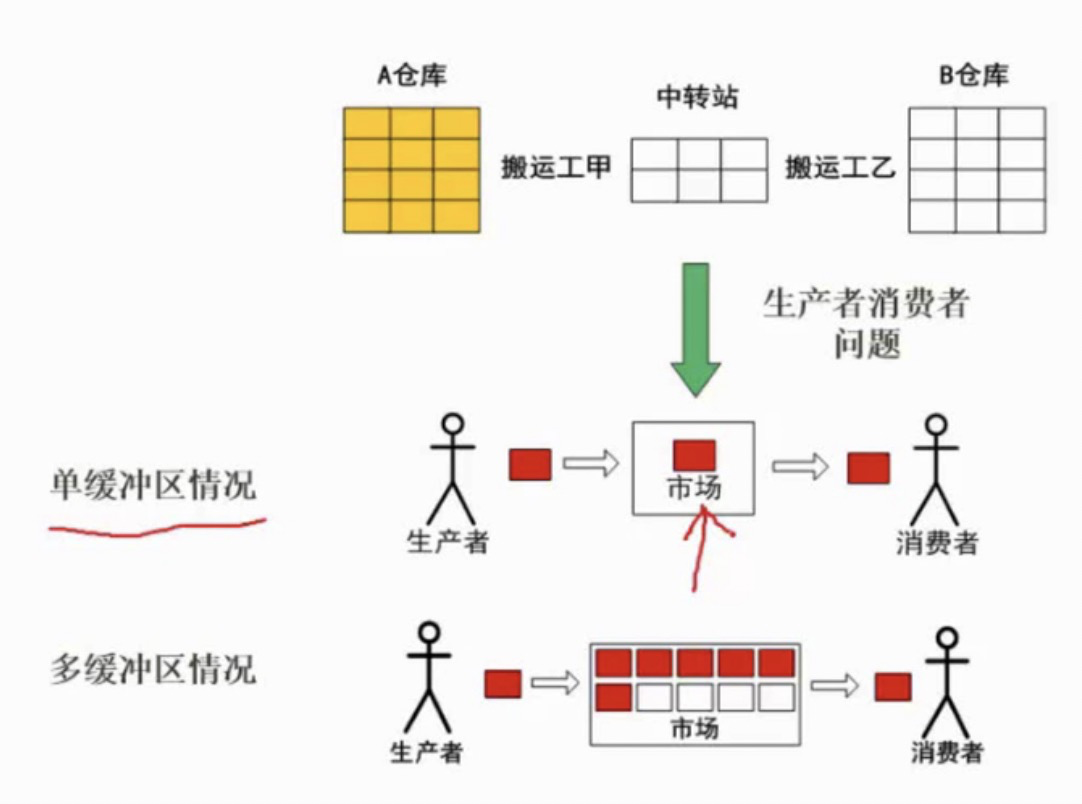 A仓库
中转站
B仓库
搬运工甲
搬运工乙
生产者消费者
问题
单缓冲区情况
市场
生产者
消费者
多缓冲区情况
市场
生产者
消费者